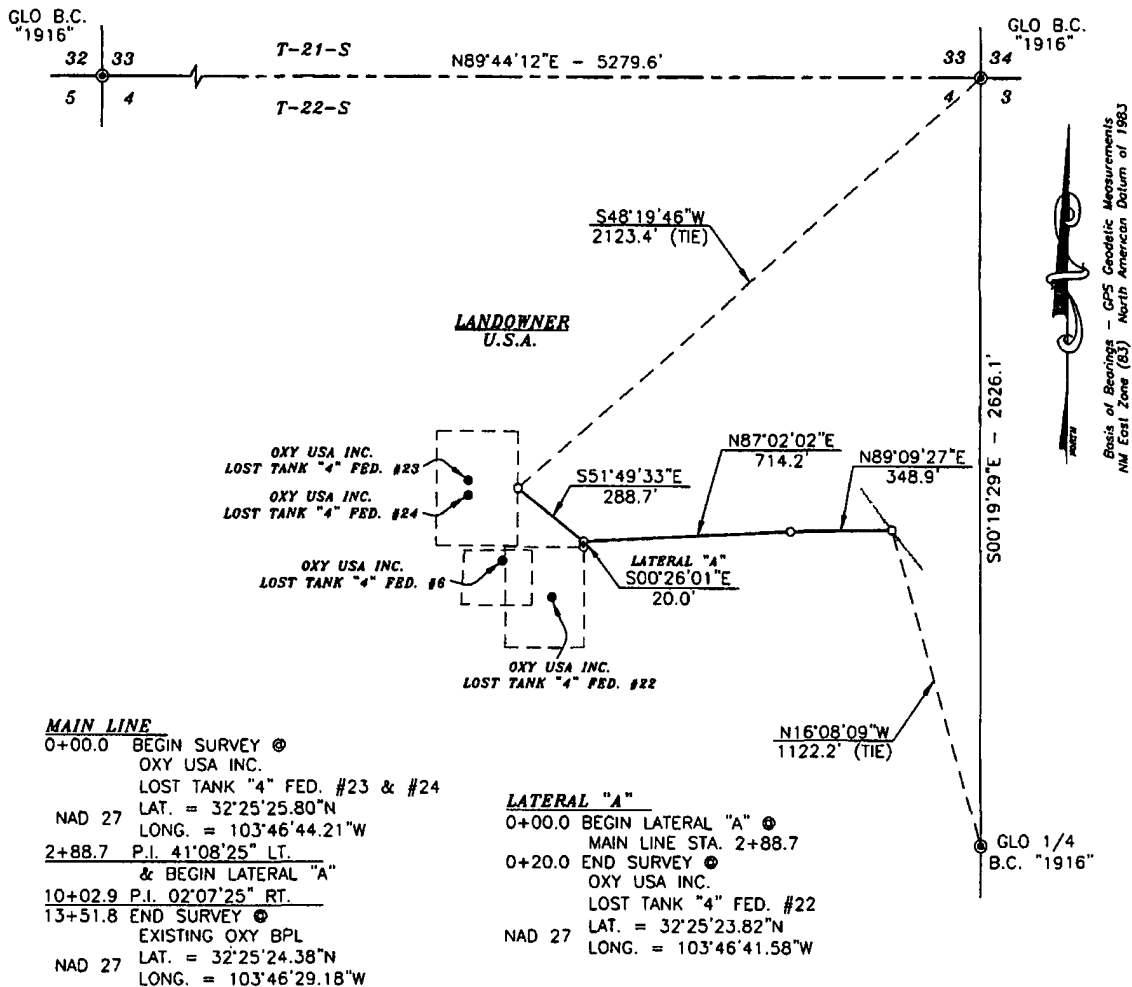 GLO B.C.
"1916"
32 33
5 4
T-21-S
N89°44'12"E - 5279.6'
T-22-S
GLO B.C.
"1916"
33 34
4 3
S48°19'46"W
2123.4' (TIE)
LANDOWNER
U.S.A.
S00°19'29"E - 2626.1'
NORTH
Basis of Bearings - GPS Geodetic Measurements
NM East Zone (83) North American Datum of 1983
OXY USA INC.
LOST TANK "4" FED. #23
OXY USA INC.
LOST TANK "4" FED. #24
S51°49'33"E
288.7'
N87°02'02"E
714.2'
N89°09'27"E
348.9'
OXY USA INC.
LOST TANK "4" FED. #6
LATERAL "A"
S00°26'01"E
20.0'
OXY USA INC.
LOST TANK "4" FED. #22
N16°08'09"W
1122.2' (TIE)
GLO 1/4
B.C. "1916"
MAIN LINE
0+00.0 BEGIN SURVEY @
OXY USA INC.
LOST TANK "4" FED. #23 & #24
NAD 27 LAT. = 32°25'25.80"N
LONG. = 103°46'44.21"W
2+88.7 P.I. 41°08'25" LT.
& BEGIN LATERAL "A"
10+02.9 P.I. 02°07'25" RT.
13+51.8 END SURVEY @
EXISTING OXY BPL
NAD 27 LAT. = 32°25'24.38"N
LONG. = 103°46'29.18"W
LATERAL "A"
0+00.0 BEGIN LATERAL "A" @
MAIN LINE STA. 2+88.7
0+20.0 END SURVEY @
OXY USA INC.
LOST TANK "4" FED. #22
NAD 27 LAT. = 32°25'23.82"N
LONG. = 103°46'41.58"W